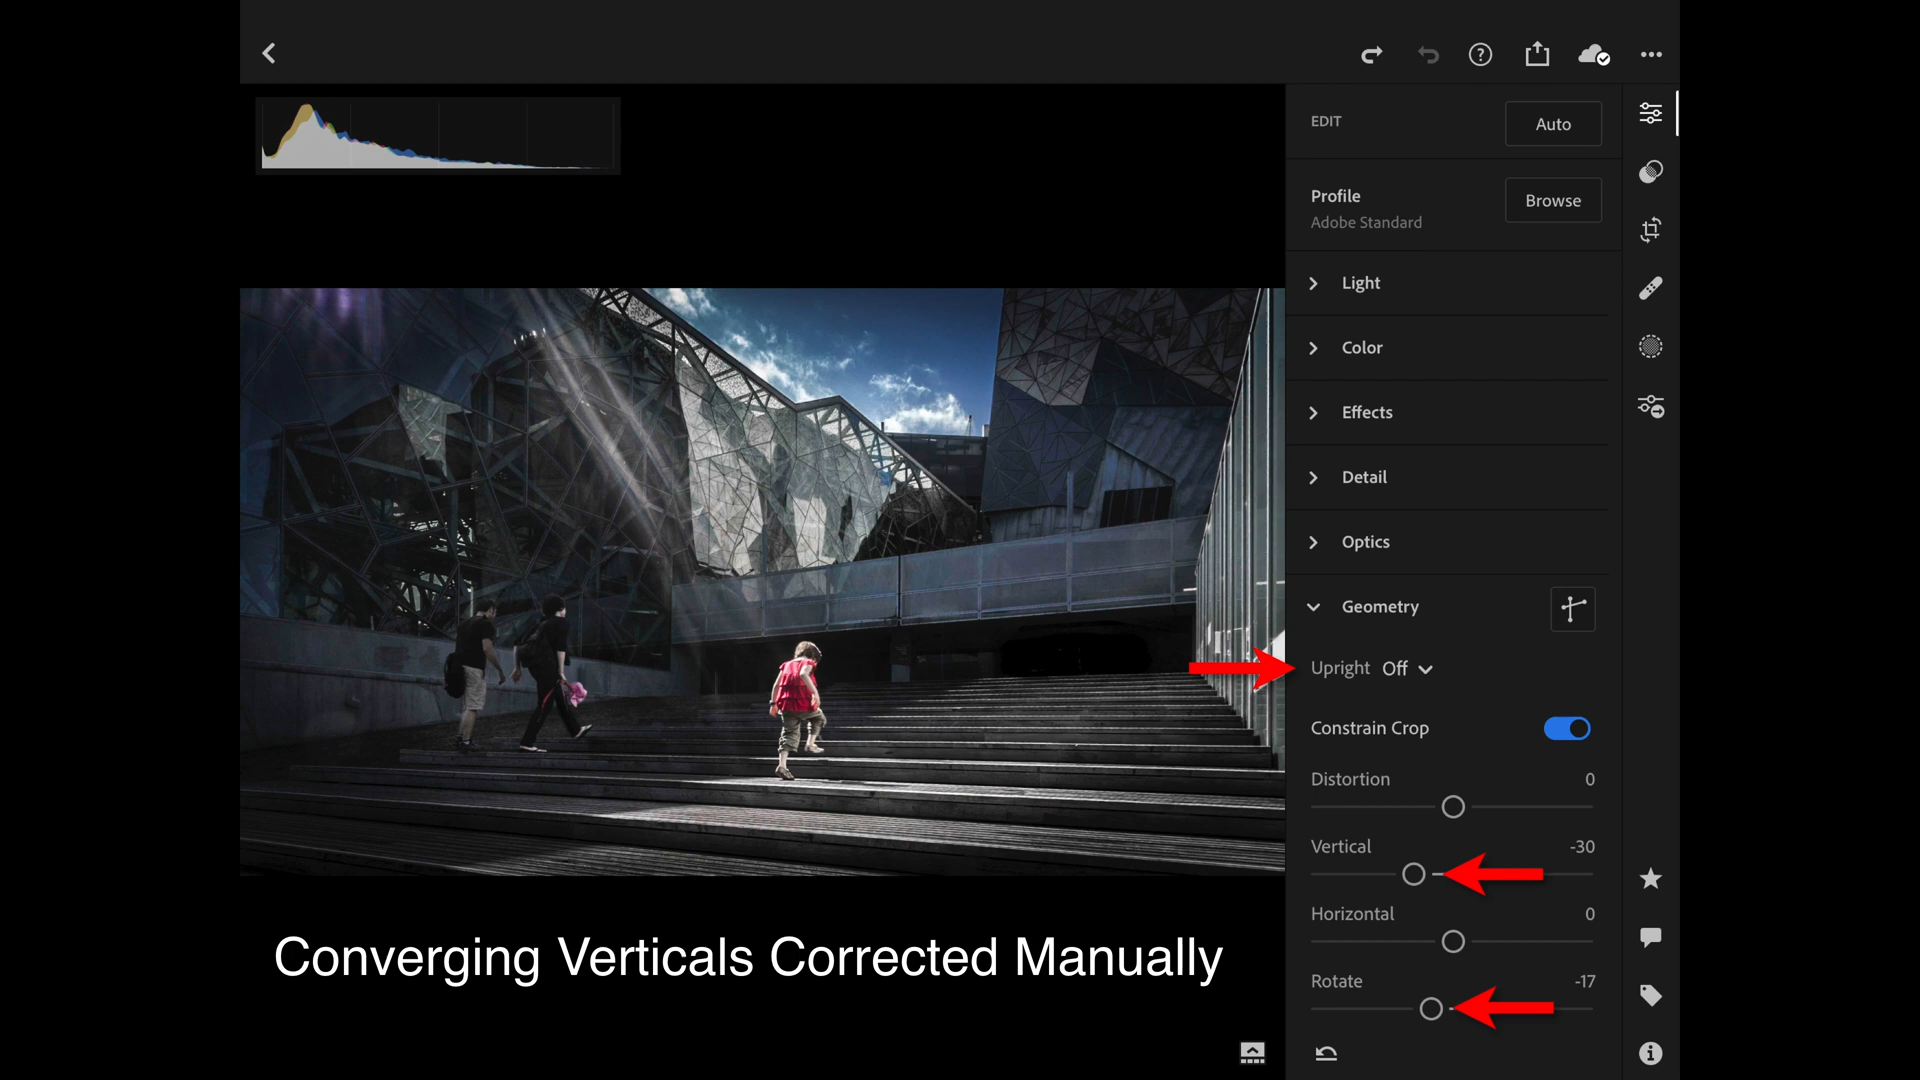 EDIT
Auto
Profile
Adobe Standard
Browse
Light
Color
Effects
Detail
Optics
Geometry
Upright Off
Constrain Crop
Distortion 0
Vertical -30
Horizontal 0
Rotate -17
Converging Verticals Corrected Manually